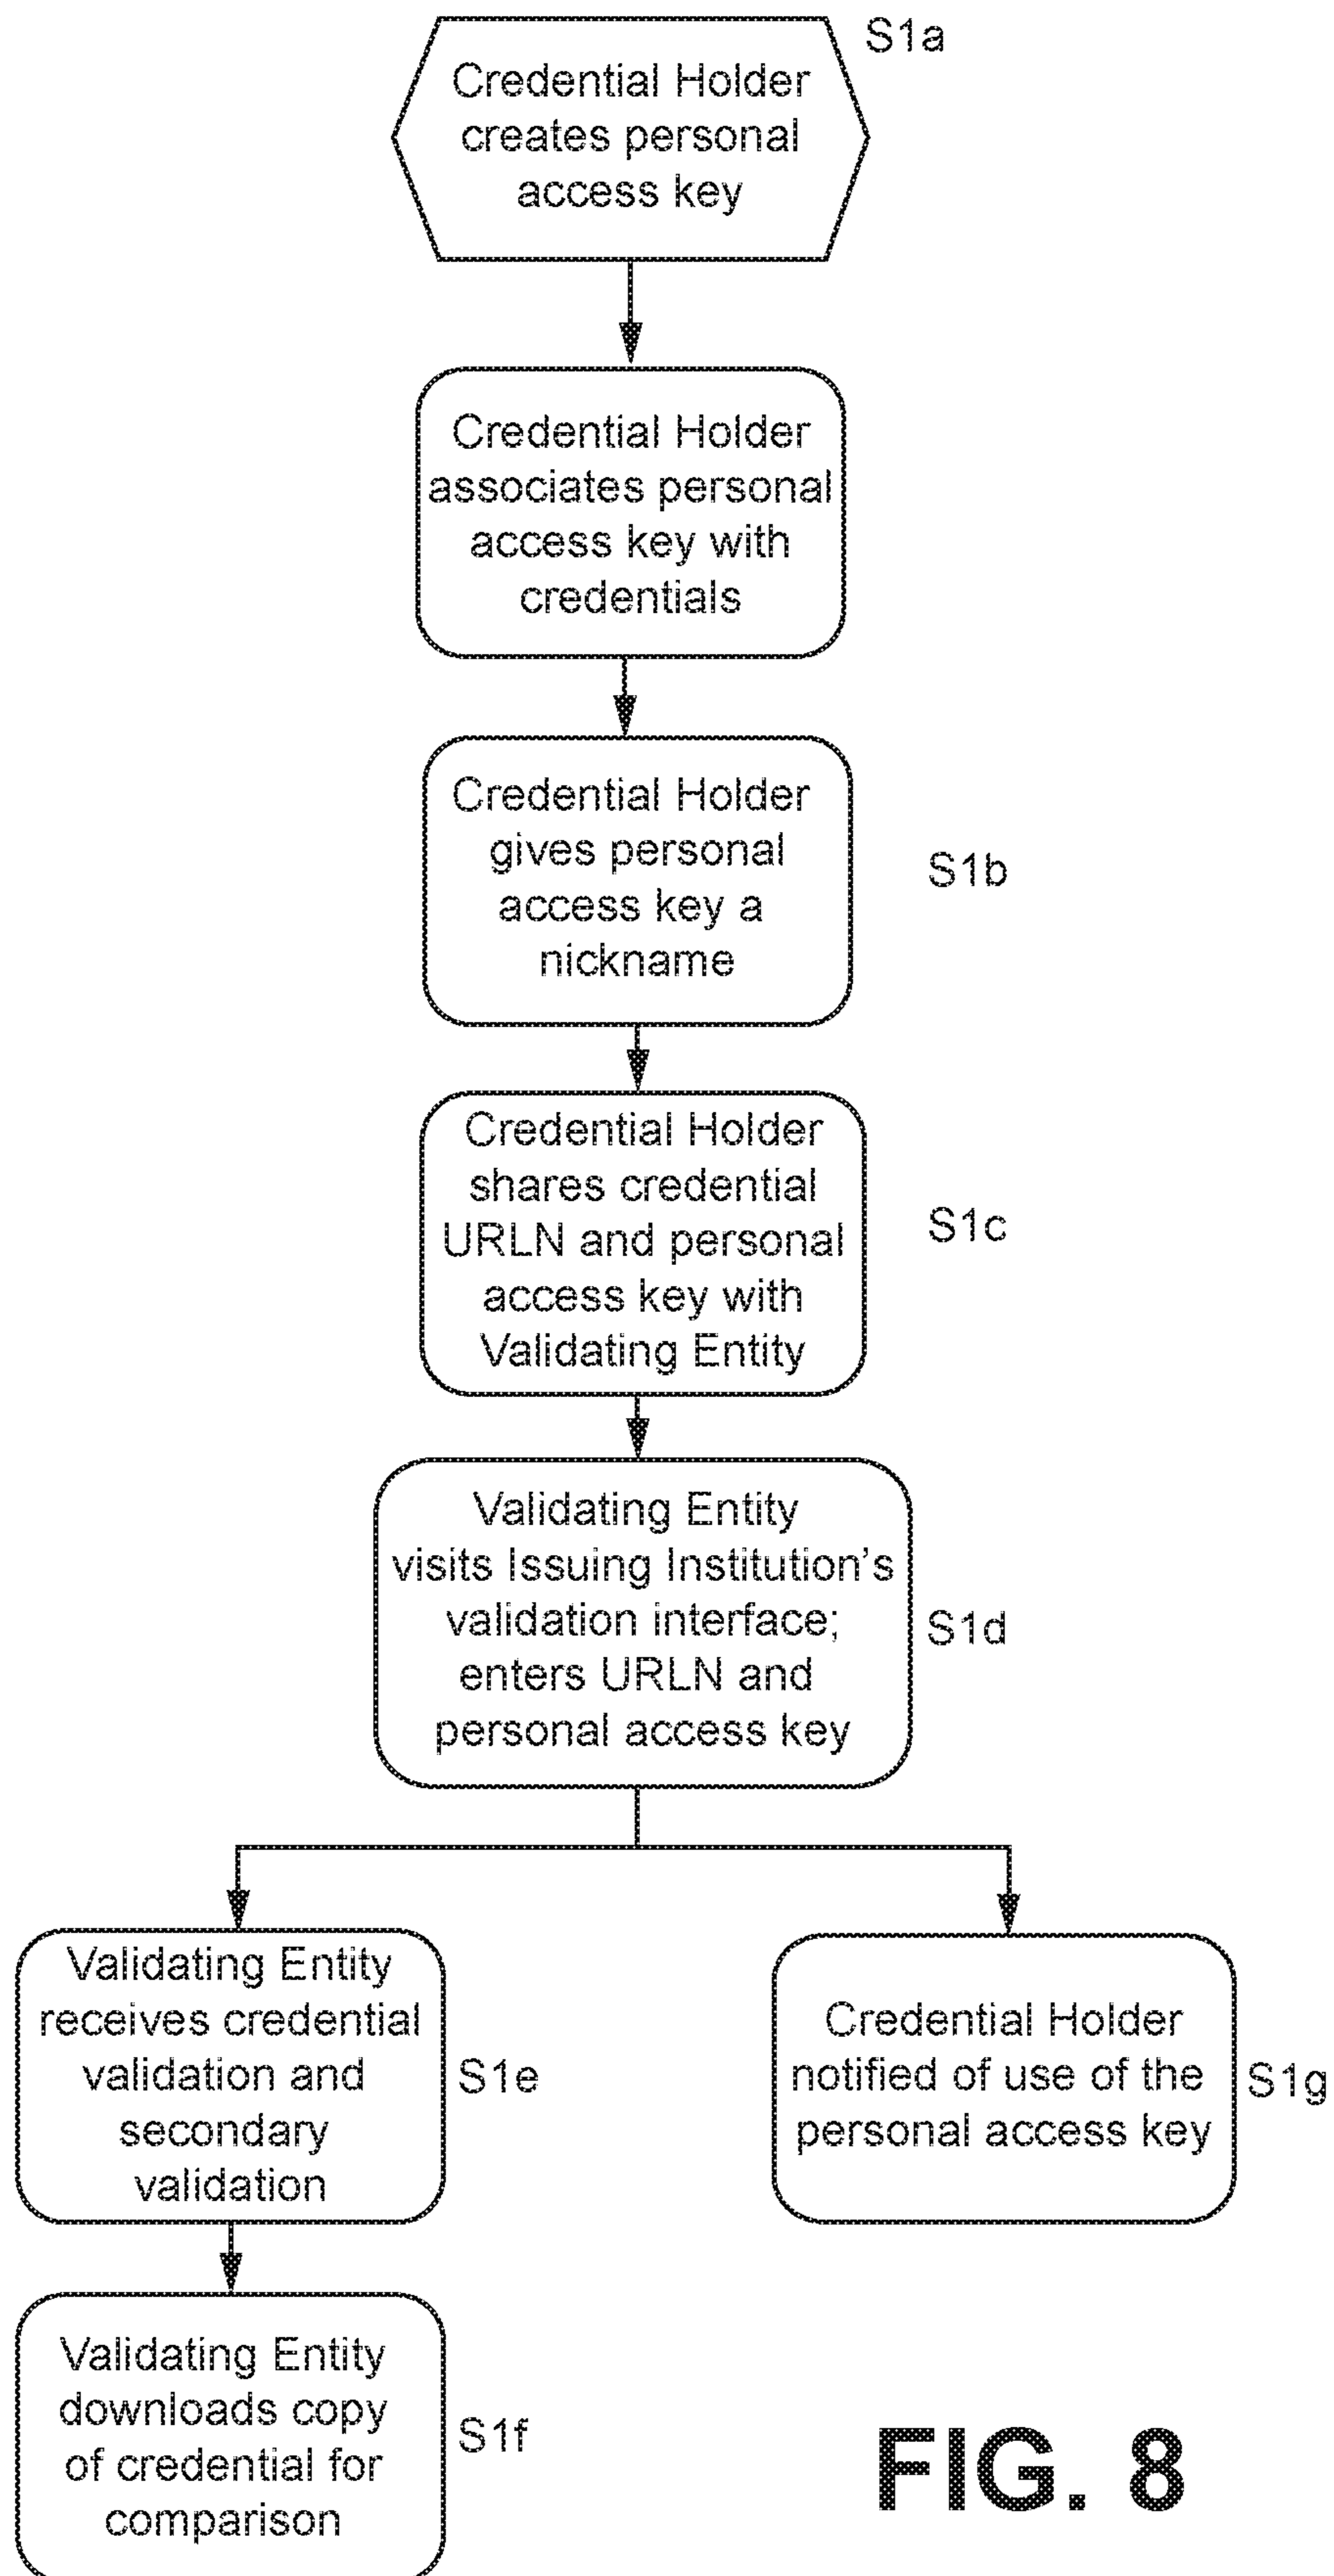 S1a
Credential Holder
creates personal
access key
Credential Holder
associates personal
access key with
credentials
Credential Holder
gives personal
access key a
nickname
S1b
Credential Holder
shares credential
URLN and personal
access key with
Validating Entity
S1c
Validating Entity
visits Issuing Institution's
validation interface;
enters URLN and
personal access key
S1d
Validating Entity
receives credential
validation and
secondary
validation
S1e
Credential Holder
notified of use of the
personal access key
S1g
Validating Entity
downloads copy
of credential for
comparison
S1f
FIG. 8